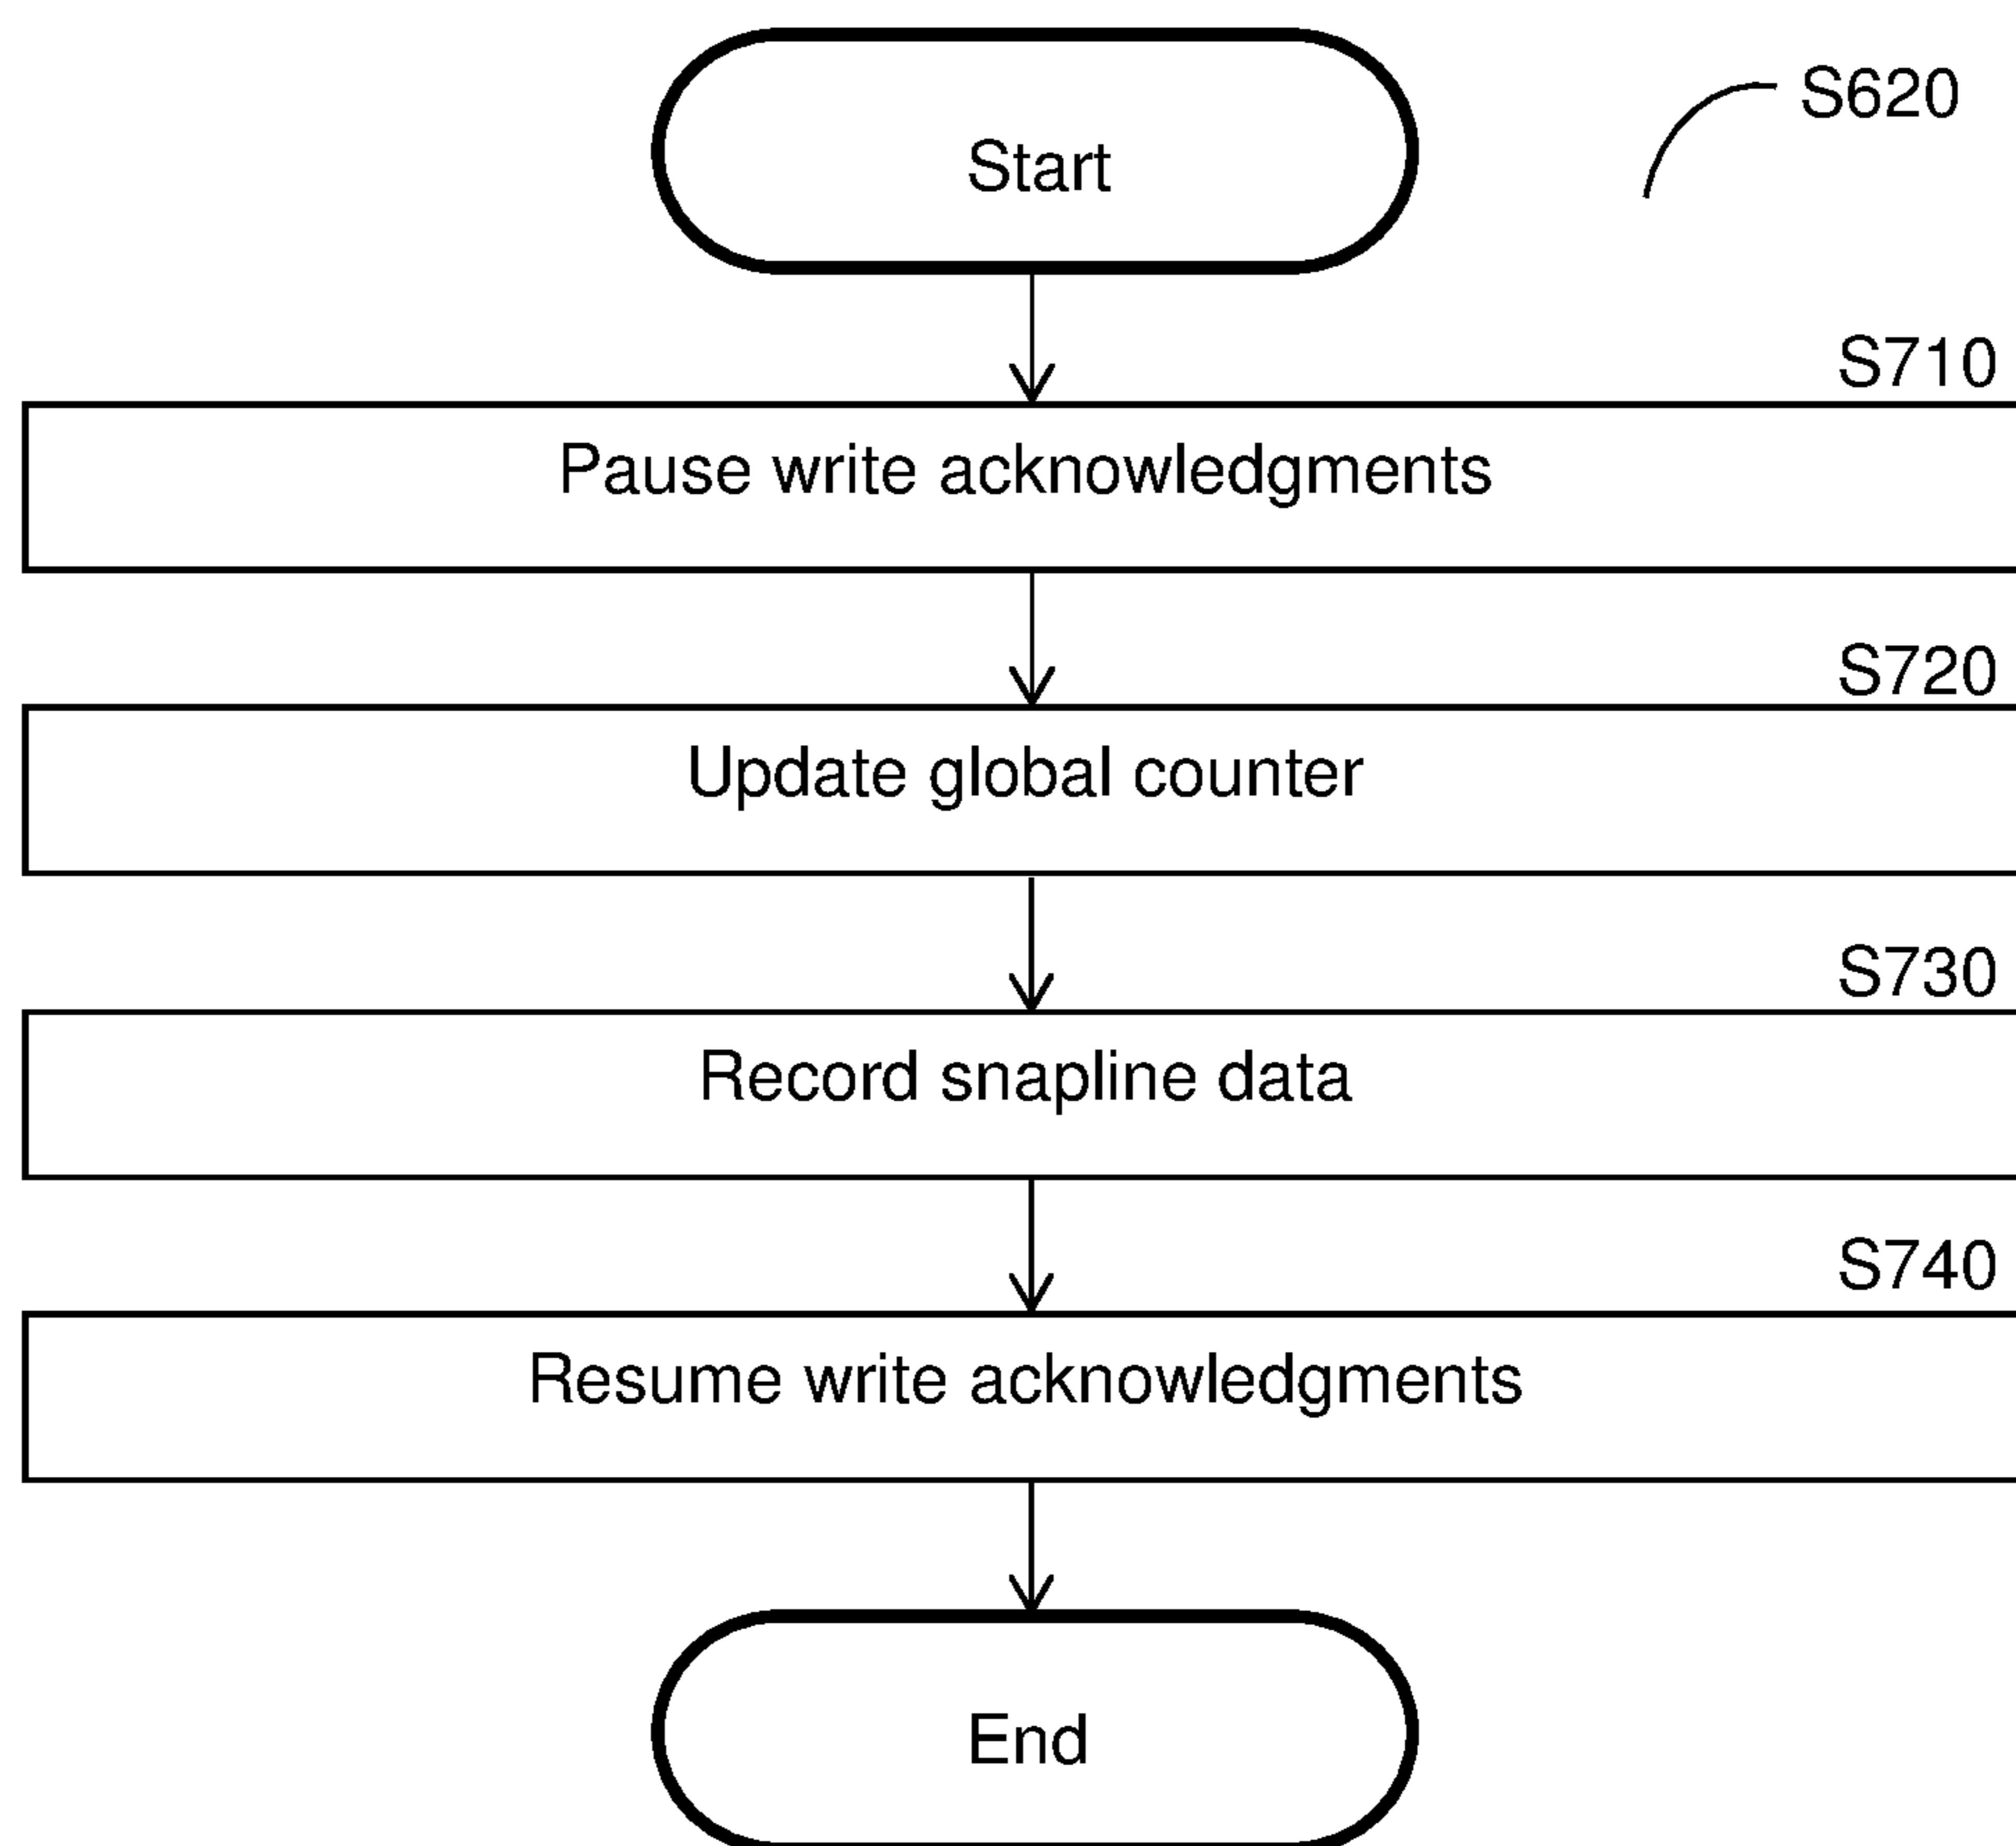 Start
S620
S710
Pause write acknowledgments
S720
Update global counter
S730
Record snapline data
S740
Resume write acknowledgments
End